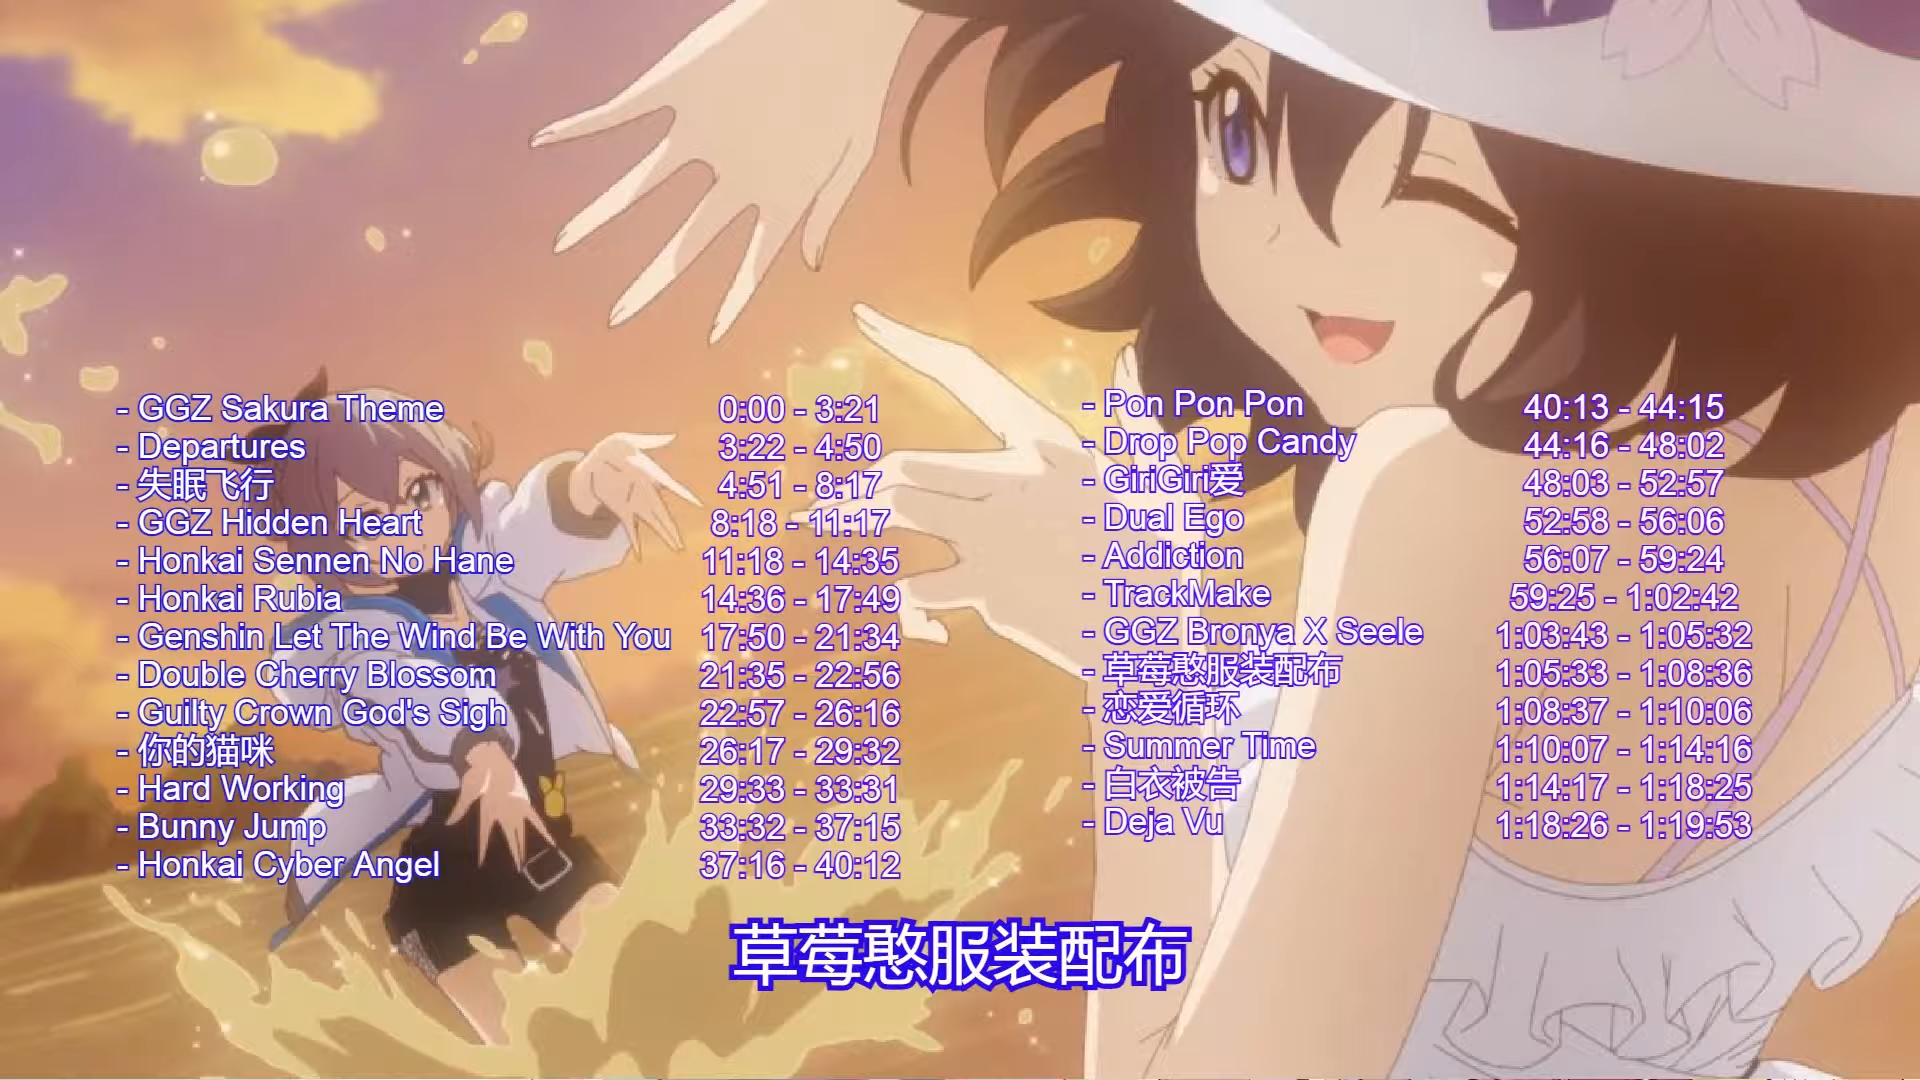 - GGZ Sakura Theme 0:00 - 3:21
- Departures 3:22 - 4:50
- 失眠飞行 4:51 - 8:17
- GGZ Hidden Heart 8:18 - 11:17
- Honkai Sennen No Hane 11:18 - 14:35
- Honkai Rubia 14:36 - 17:49
- Genshin Let The Wind Be With You 17:50 - 21:34
- Double Cherry Blossom 21:35 - 22:56
- Guilty Crown God's Sigh 22:57 - 26:16
- 你的猫咪 26:17 - 29:32
- Hard Working 29:33 - 33:31
- Bunny Jump 33:32 - 37:15
- Honkai Cyber Angel 37:16 - 40:12
- Pon Pon Pon 40:13 - 44:15
- Drop Pop Candy 44:16 - 48:02
- GiriGiri爱 48:03 - 52:57
- Dual Ego 52:58 - 56:06
- Addiction 56:07 - 59:24
- TrackMake 59:25 - 1:02:42
- GGZ Bronya X Seele 1:03:43 - 1:05:32
- 草莓憨服装配布 1:05:33 - 1:08:36
- 恋爱循环 1:08:37 - 1:10:06
- Summer Time 1:10:07 - 1:14:16
- 白衣被告 1:14:17 - 1:18:25
- Deja Vu 1:18:26 - 1:19:53
草莓憨服装配布